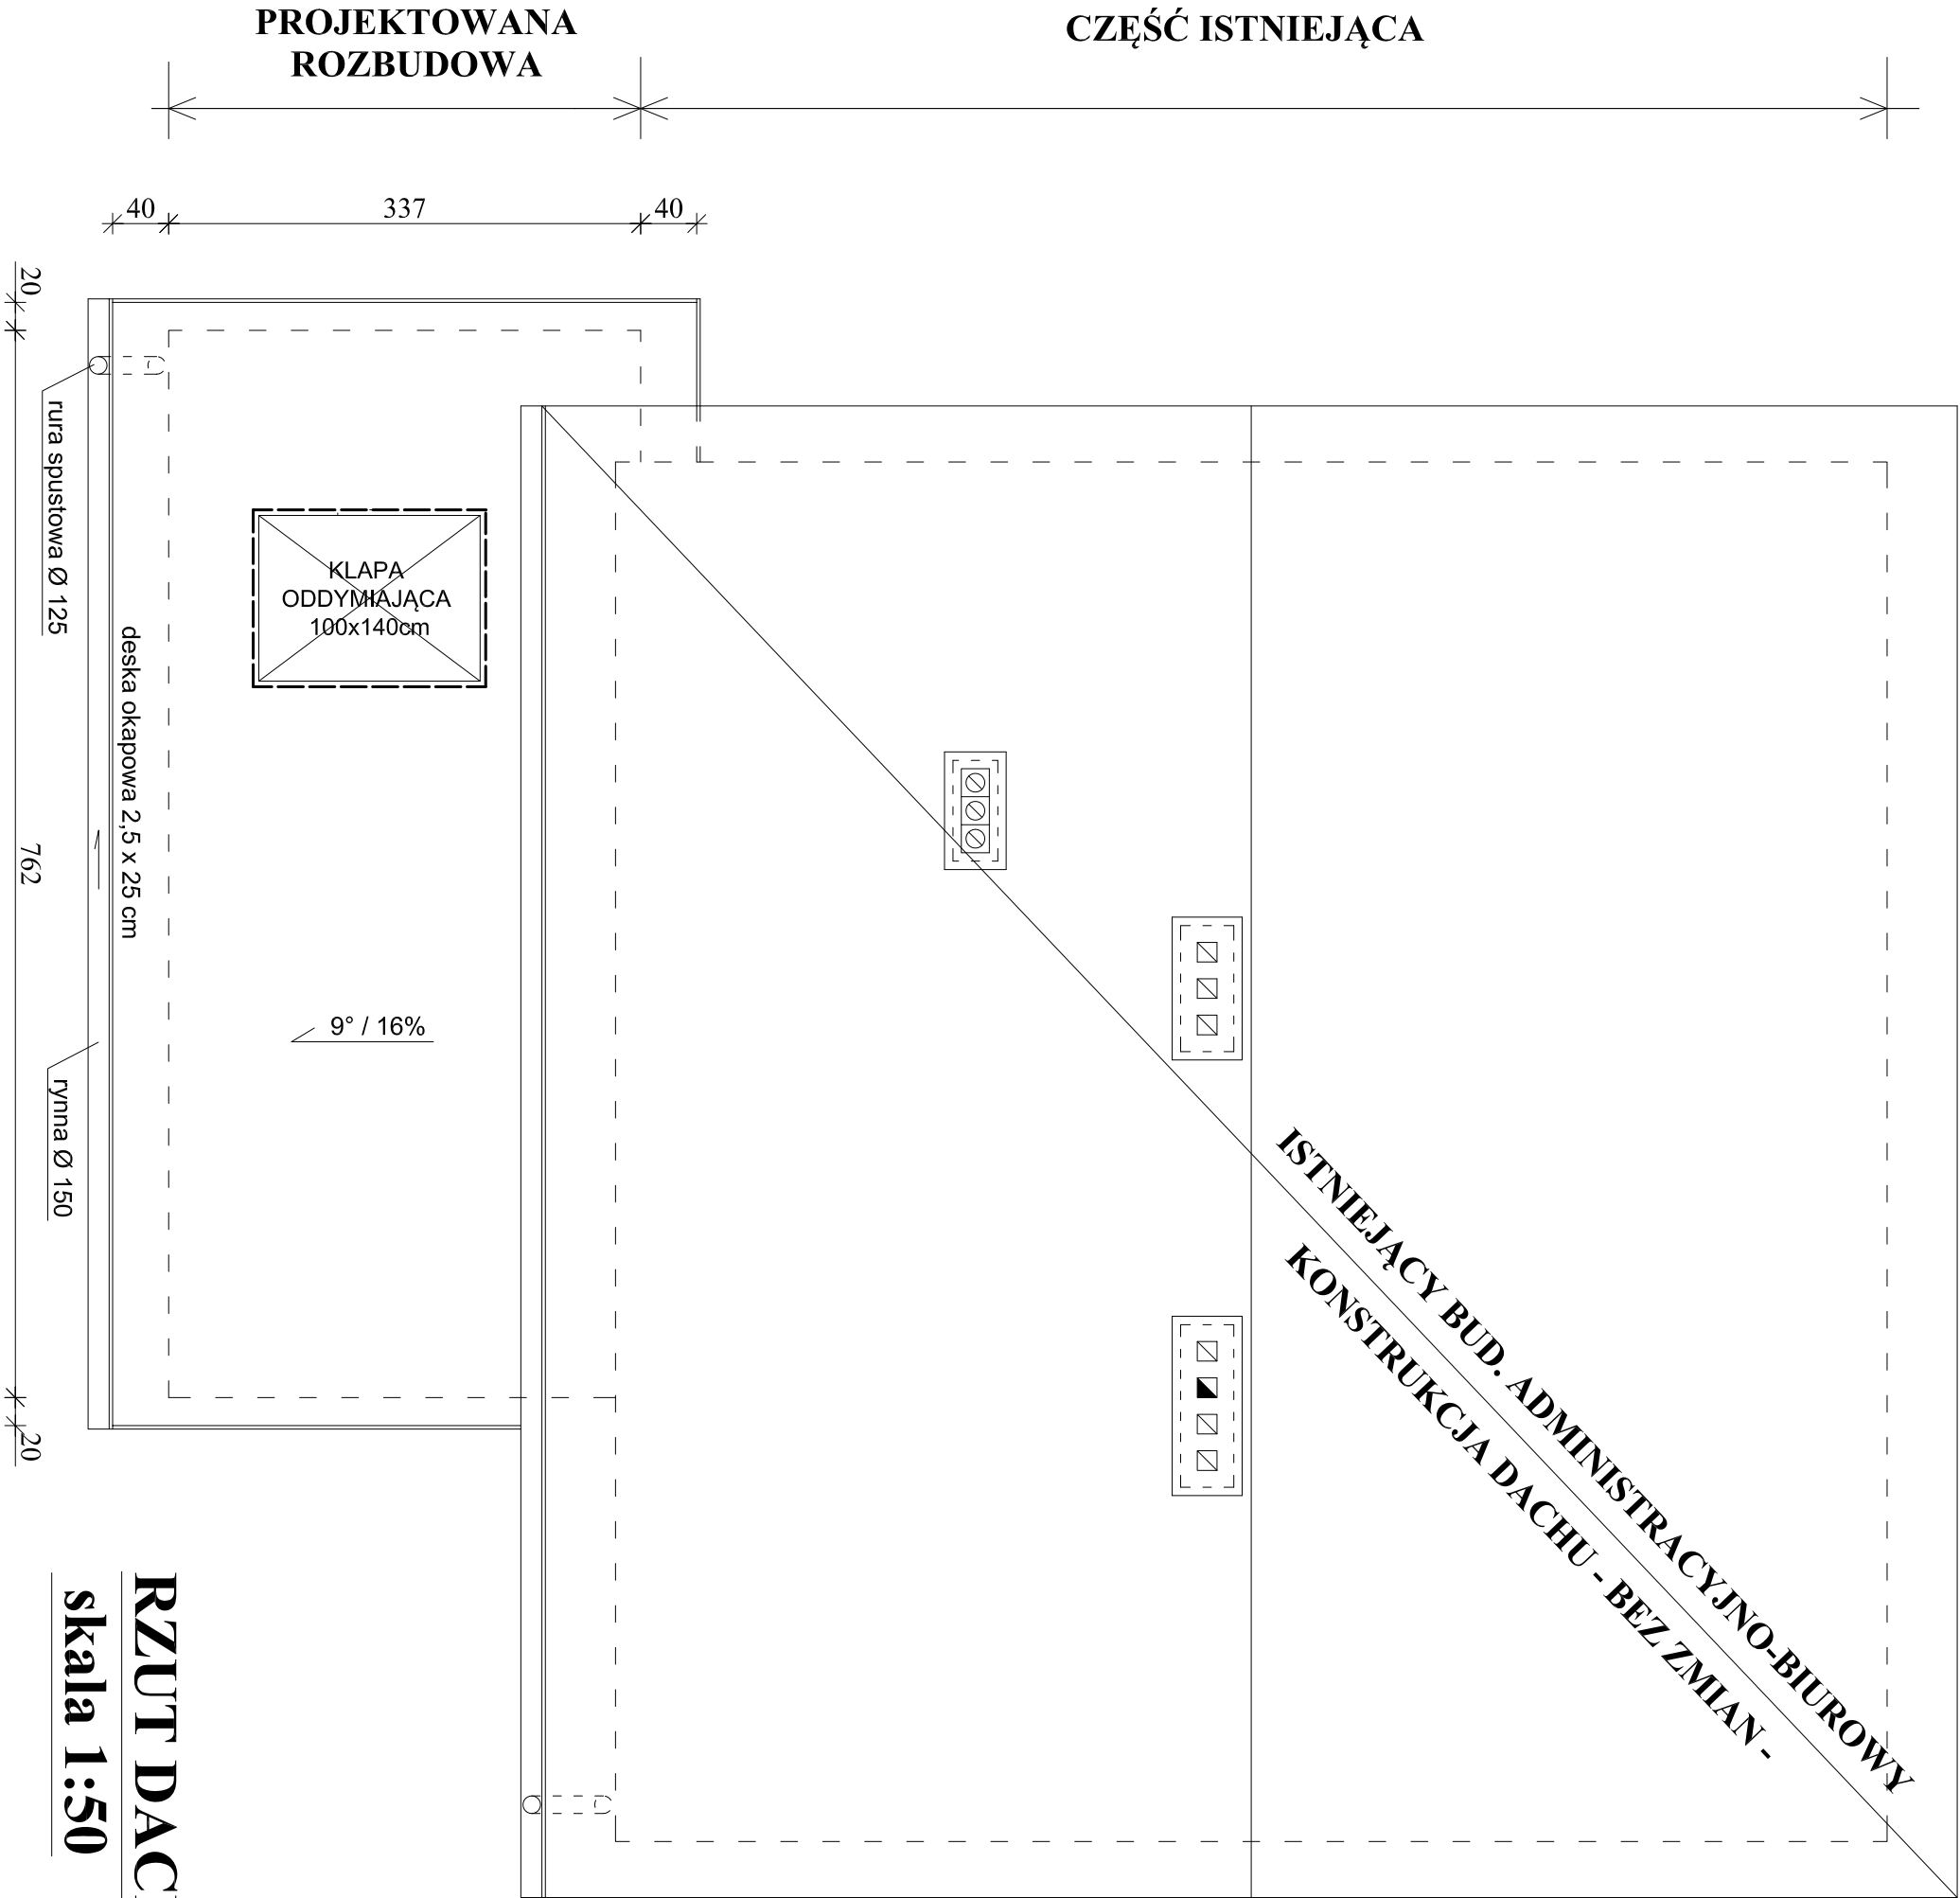 PROJEKTOWANA
ROZBUDOWA
CZĘŚĆ ISTNIEJĄCA
40
337
40
20
762
20
rura spustowa Ø 125
deska okapowa 2,5 x 25 cm
KLAPA
ODDYMIAJĄCA
100x140cm
9° / 16%
rynna Ø 150
ISTNIEJĄCY BUD. ADMINISTRACYJNO-BIUROWY
KONSTRUKCJA DACHU - BEZ ZMIAN -
RZUT DAC
skala 1:50